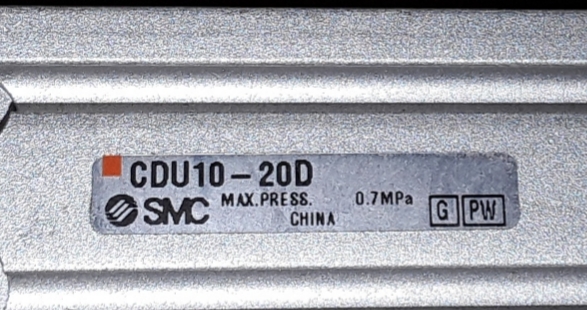 CDU10-20D
SMC MAX.PRESS. 0.7MPa
CHINA
G PW